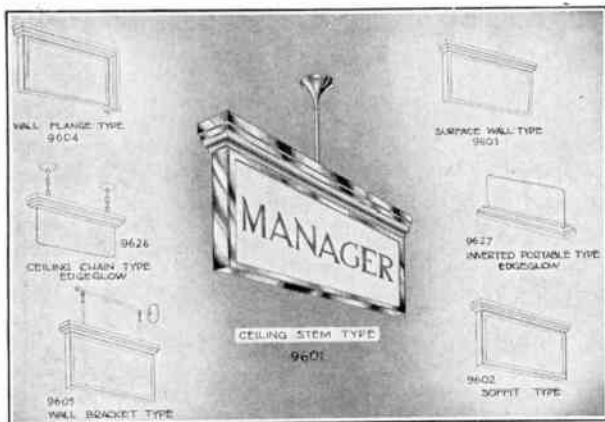 WALL FLANGE TYPE
9604
9626
CEILING CHAIN TYPE
EDGEGLOW
9605
WALL BRACKET TYPE
MANAGER
CEILING STEM TYPE
9601
SURFACE WALL TYPE
9603
9627
INVERTED PORTABLE TYPE
EDGEGLOW
9602
SOFFIT TYPE